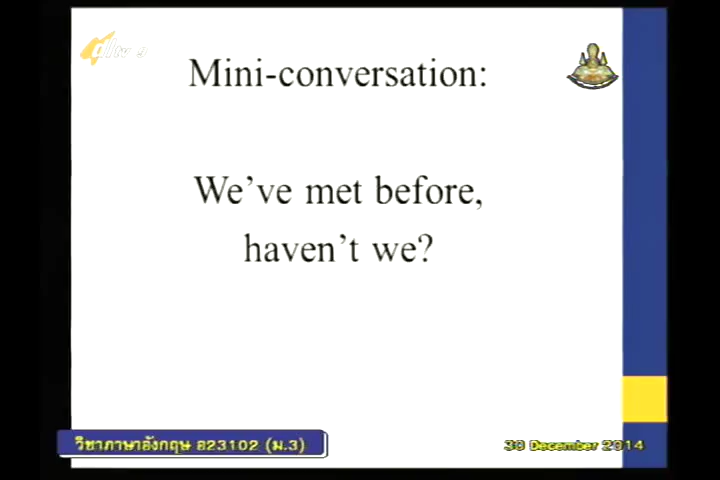 Mini-conversation:
We've met before,
haven't we?
วิชาภาษาอังกฤษ อ23102 (ม.3)
30 December 2014